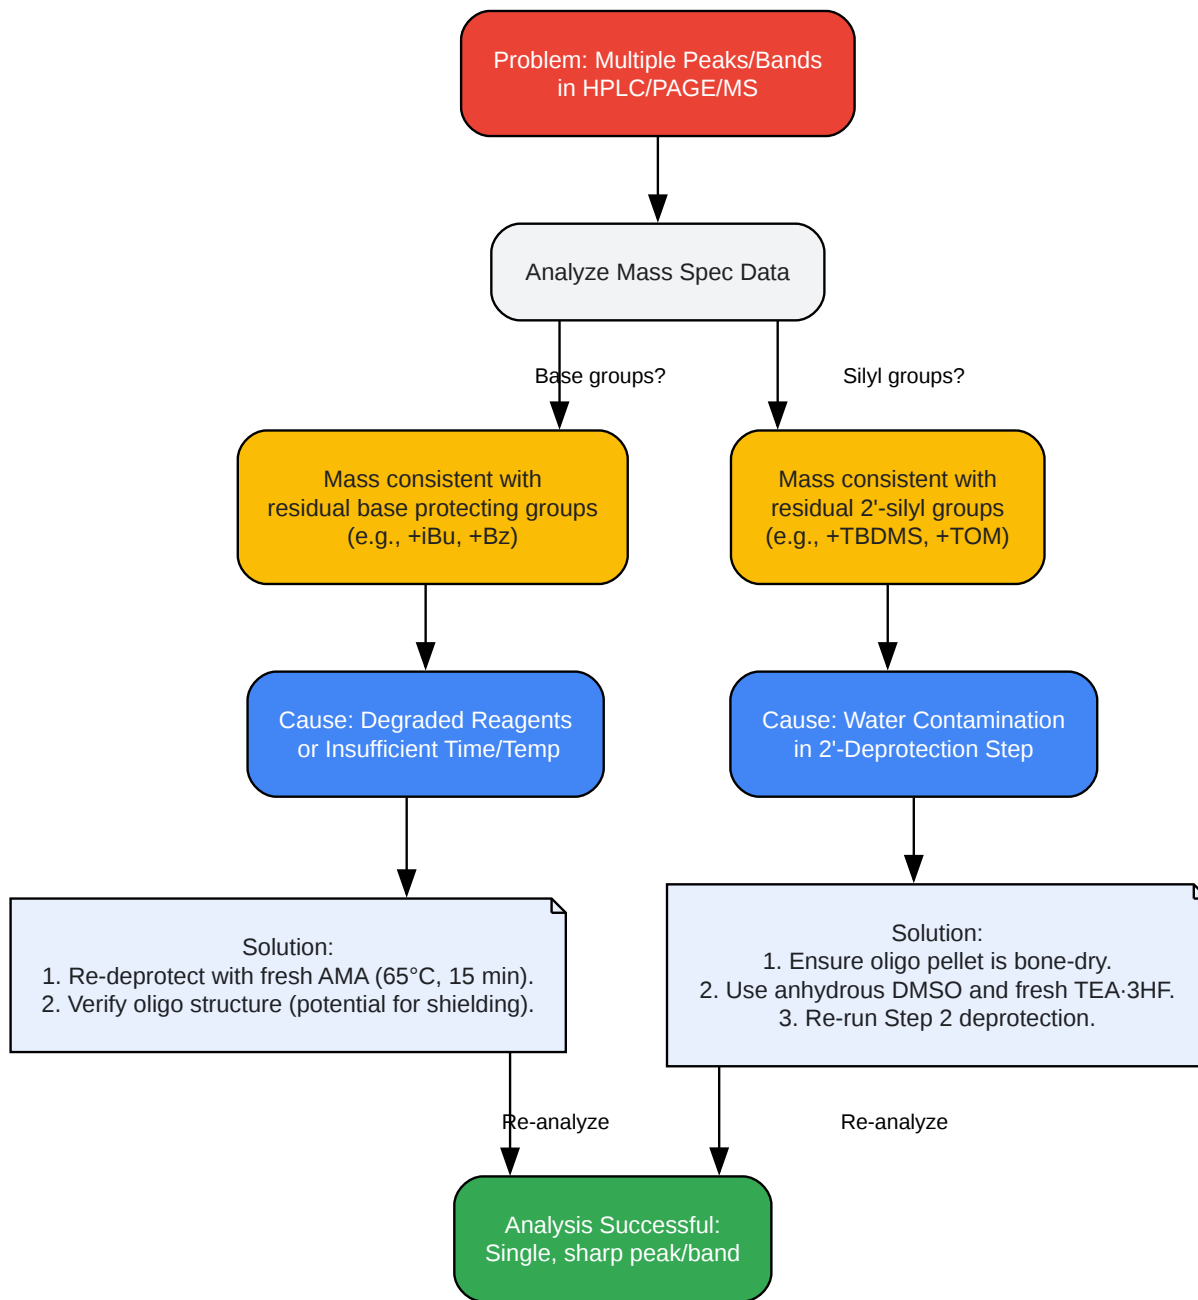 Problem: Multiple Peaks/Bands
in HPLC/PAGE/MS
Analyze Mass Spec Data
Base groups?
Silyl groups?
Mass consistent with
residual base protecting groups
(e.g., +iBu, +Bz)
Mass consistent with
residual 2'-silyl groups
(e.g., +TBDMS, +TOM)
Cause: Degraded Reagents
or Insufficient Time/Temp
Cause: Water Contamination
in 2'-Deprotection Step
Solution:
1. Re-deprotect with fresh AMA (65°C, 15 min).
2. Verify oligo structure (potential for shielding).
Solution:
1. Ensure oligo pellet is bone-dry.
2. Use anhydrous DMSO and fresh TEA·3HF.
3. Re-run Step 2 deprotection.
Re-analyze
Re-analyze
Analysis Successful:
Single, sharp peak/band